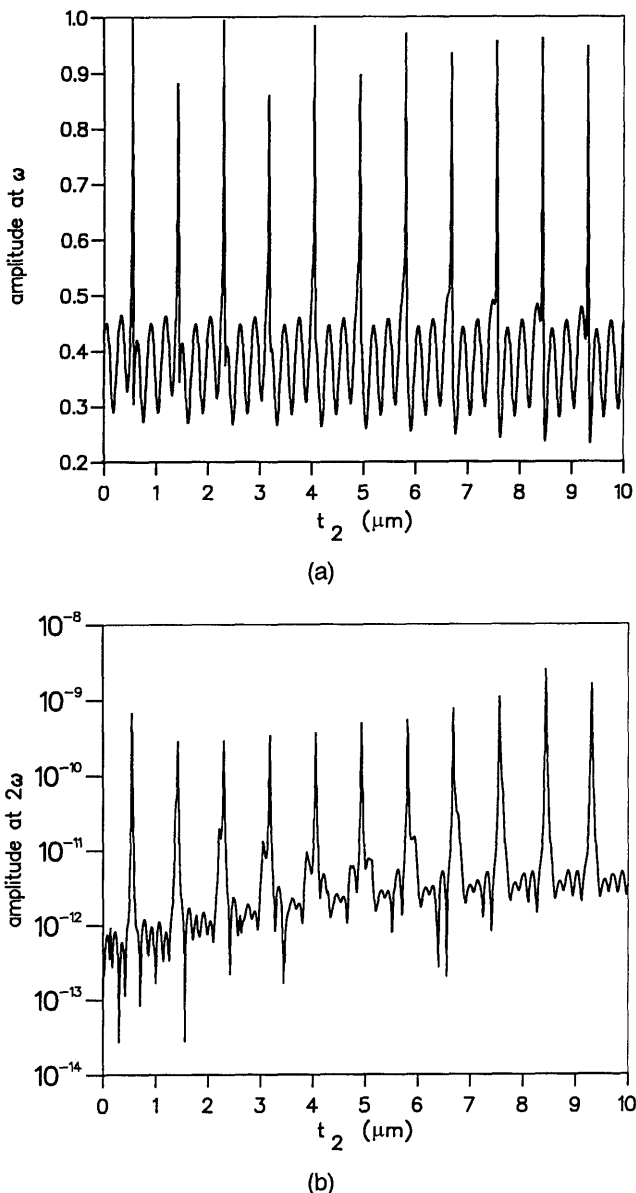 amplitude at ω
1.0
0.9
0.8
0.7
0.6
0.5
0.4
0.3
0.2
0 1 2 3 4 5 6 7 8 9 10
t₂ (μm)
(a)
amplitude at 2ω
10⁻⁸
10⁻⁹
10⁻¹⁰
10⁻¹¹
10⁻¹²
10⁻¹³
10⁻¹⁴
0 1 2 3 4 5 6 7 8 9 10
t₂ (μm)
(b)